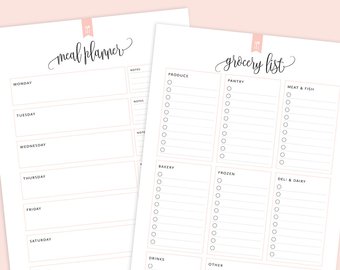 meal planner
MONDAY
NOTES
TUESDAY
WEDNESDAY
THURSDAY
FRIDAY
SATURDAY
grocery list
PRODUCE
PANTRY
MEAT & FISH
BAKERY
FROZEN
DELI & DAIRY
DRINKS
OTHER